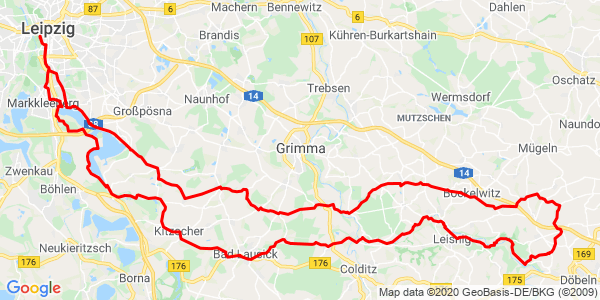 87
Machern
Bennewitz
6
Dahlen
Leipzig
Brandis
107
Kühren-Burkartshain
Oschatz
Trebsen
14
Naunhof
Wermsdorf
Markkleeberg
Großpösna
MUTZSCHEN
Naundo
Grimma
Mügeln
Zwenkau
14
Böhlen
Bockelwitz
Kitzscher
Leisnig
Neukieritzsch
Bad Lausick
169
Borna
176
176
176
Colditz
175
Döbeln
176
Google
Map data ©2020 GeoBasis-DE/BKG (©2009)